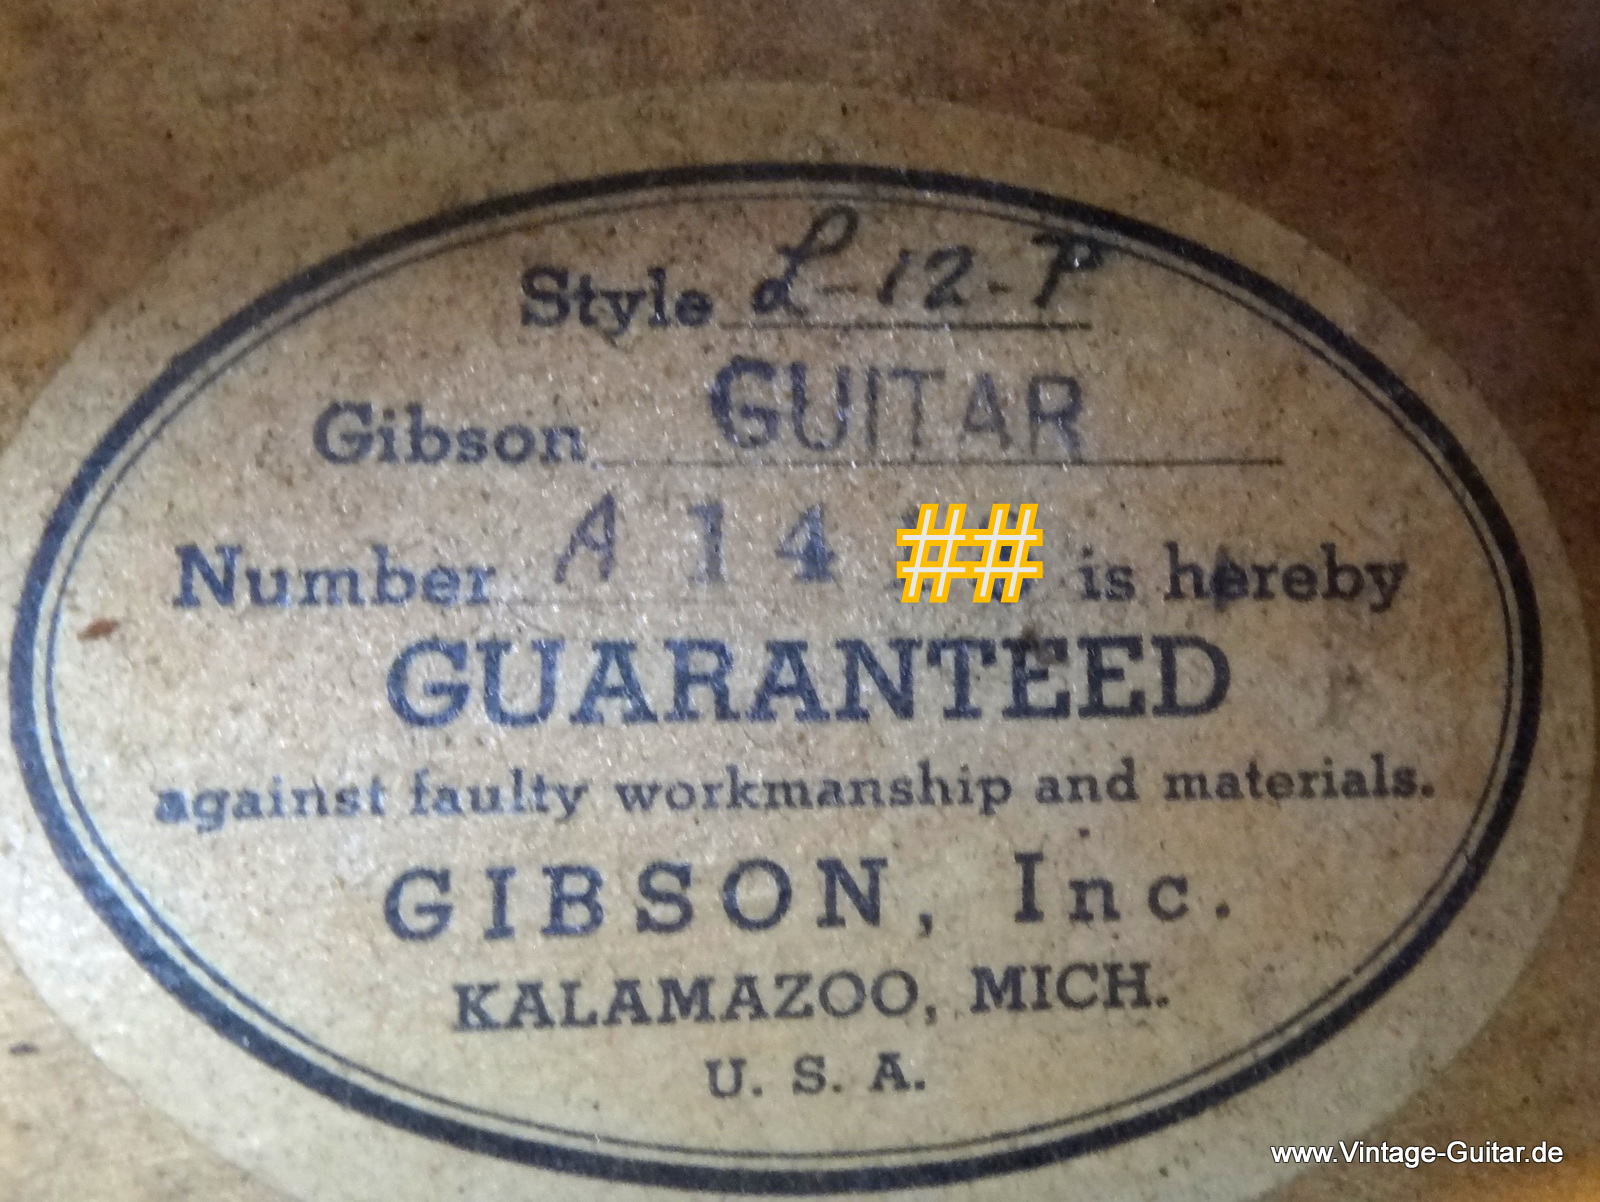 Style L-12-P
Gibson GUITAR
Number A 14 ## is hereby
GUARANTEED
against faulty workmanship and materials.
GIBSON, Inc.
KALAMAZOO, MICH.
U. S. A.
www.Vintage-Guitar.de